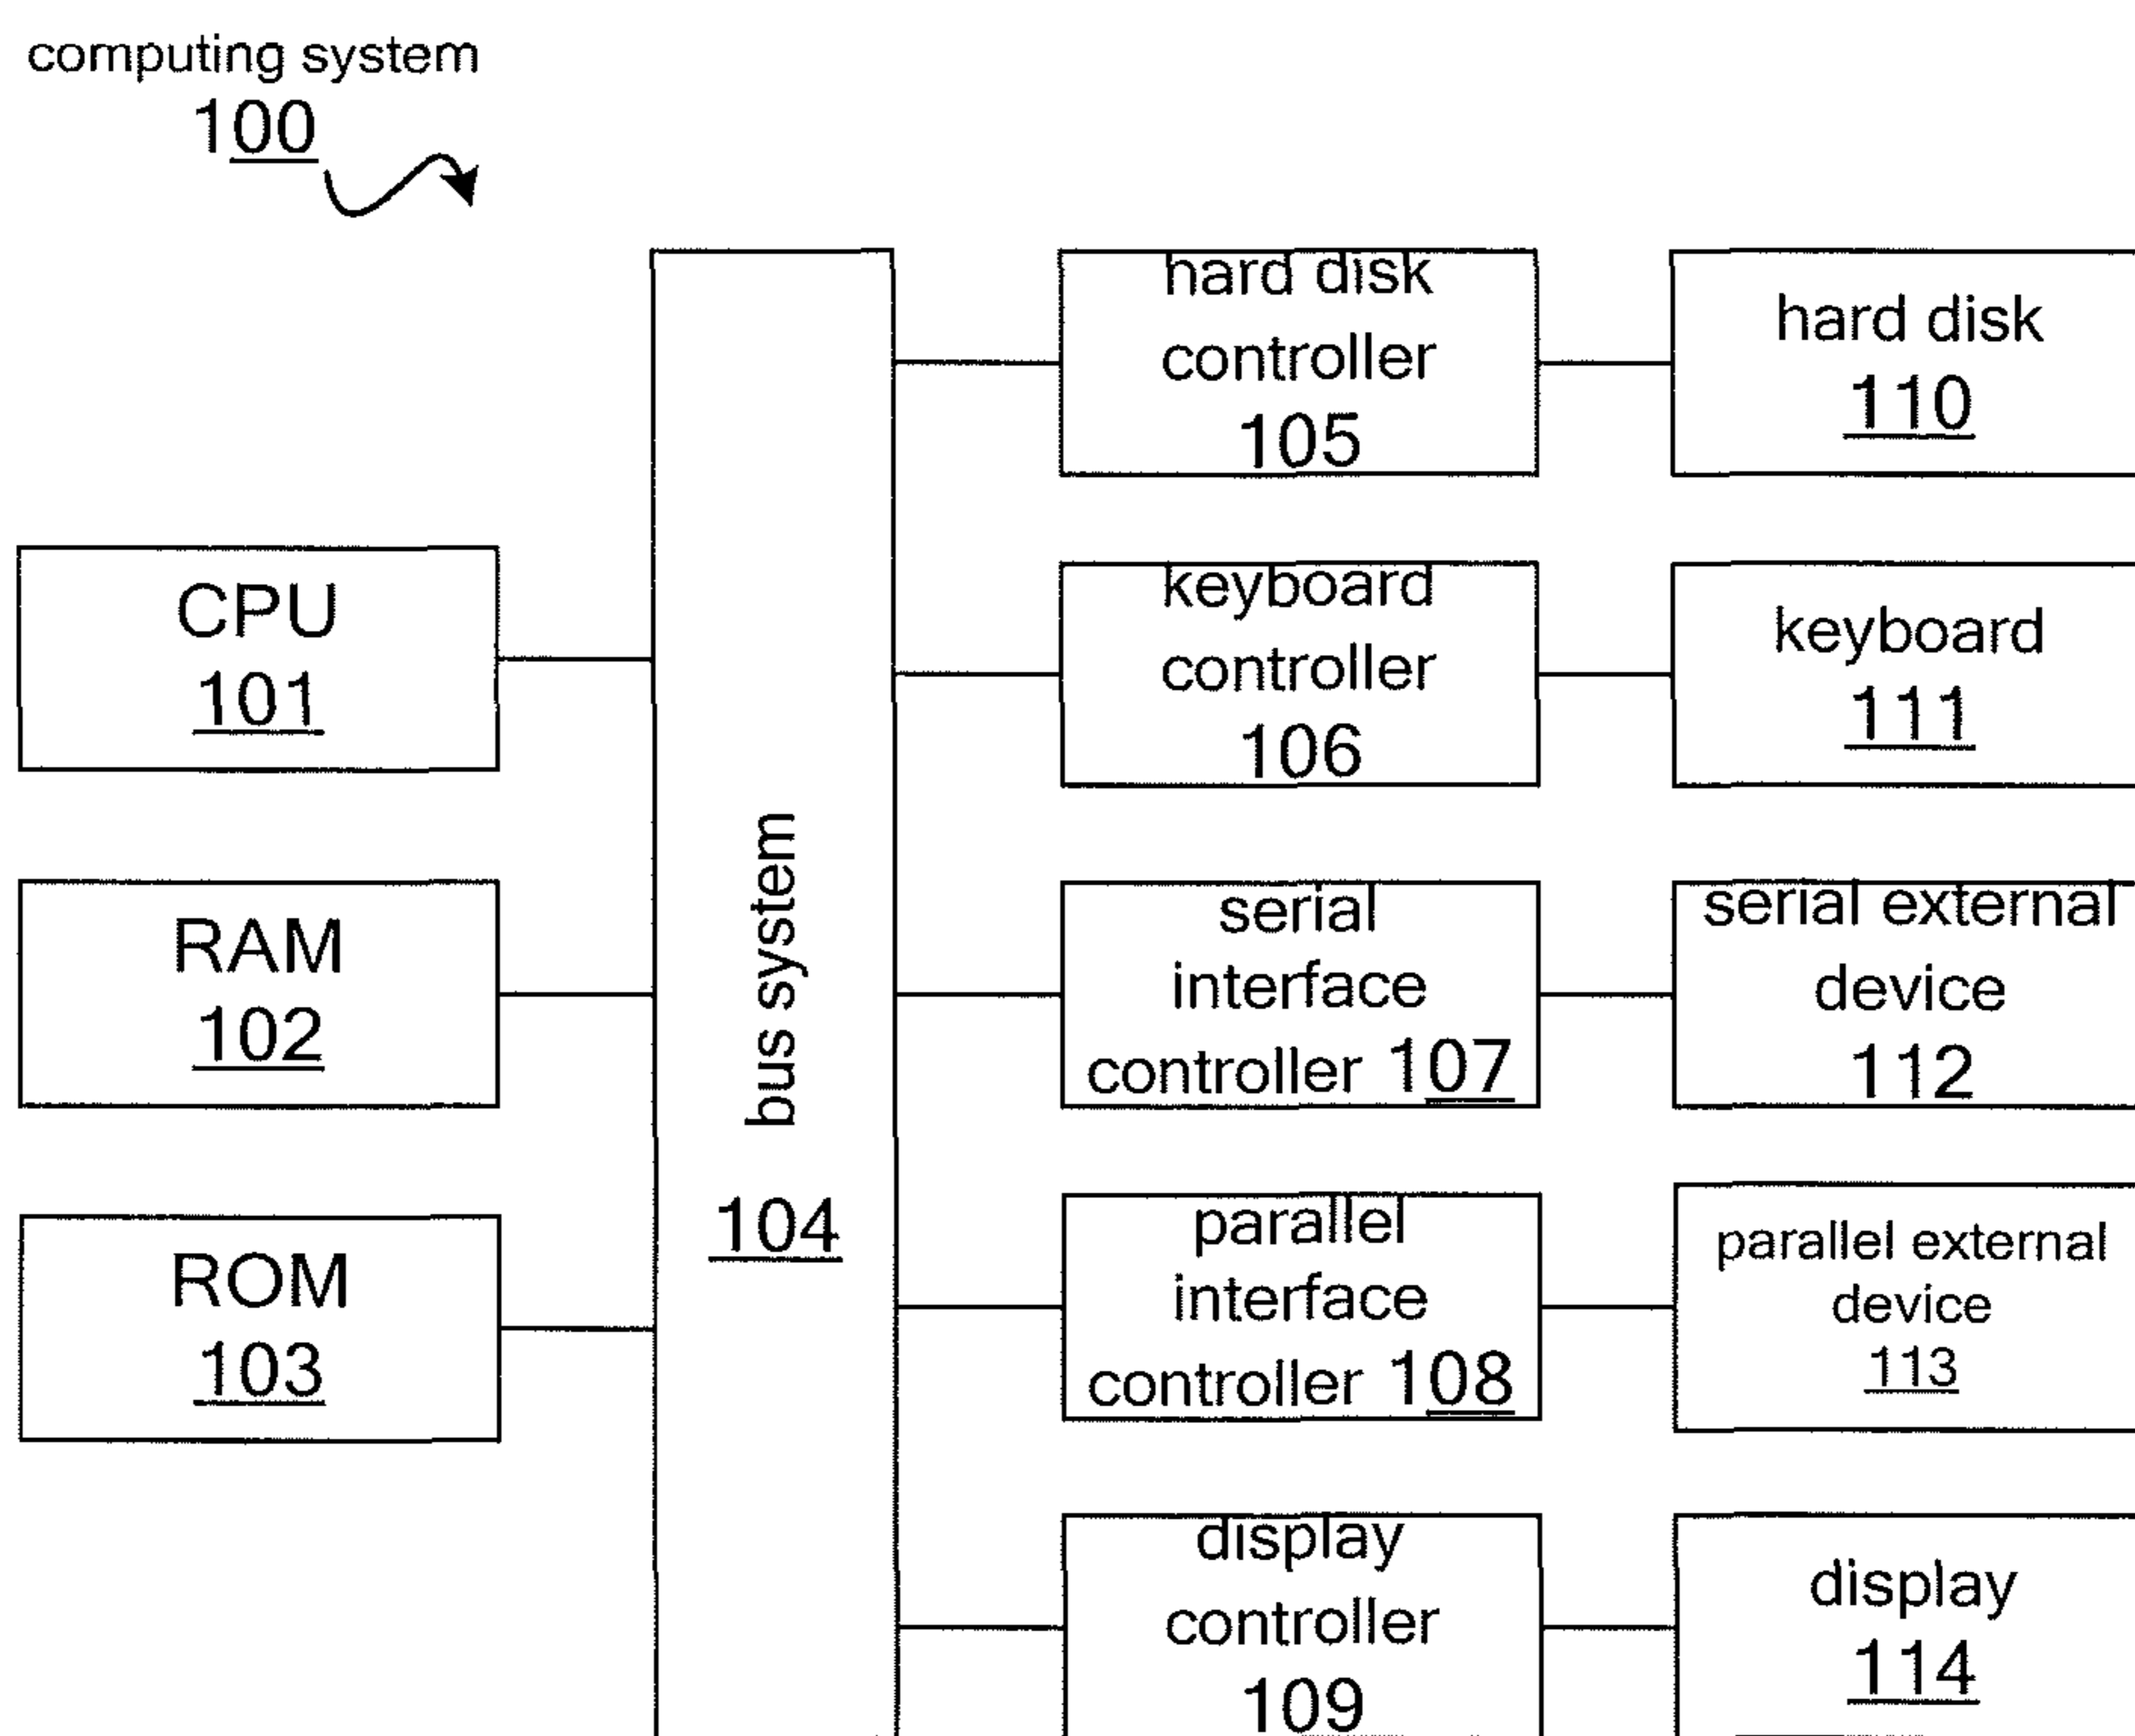 computing system
100
hard disk
controller
105
hard disk
110
CPU
101
keyboard
controller
106
keyboard
111
RAM
102
bus system
104
serial
interface
controller 107
serial external
device
112
ROM
103
parallel
interface
controller 108
parallel external
device
113
display
controller
109
display
114